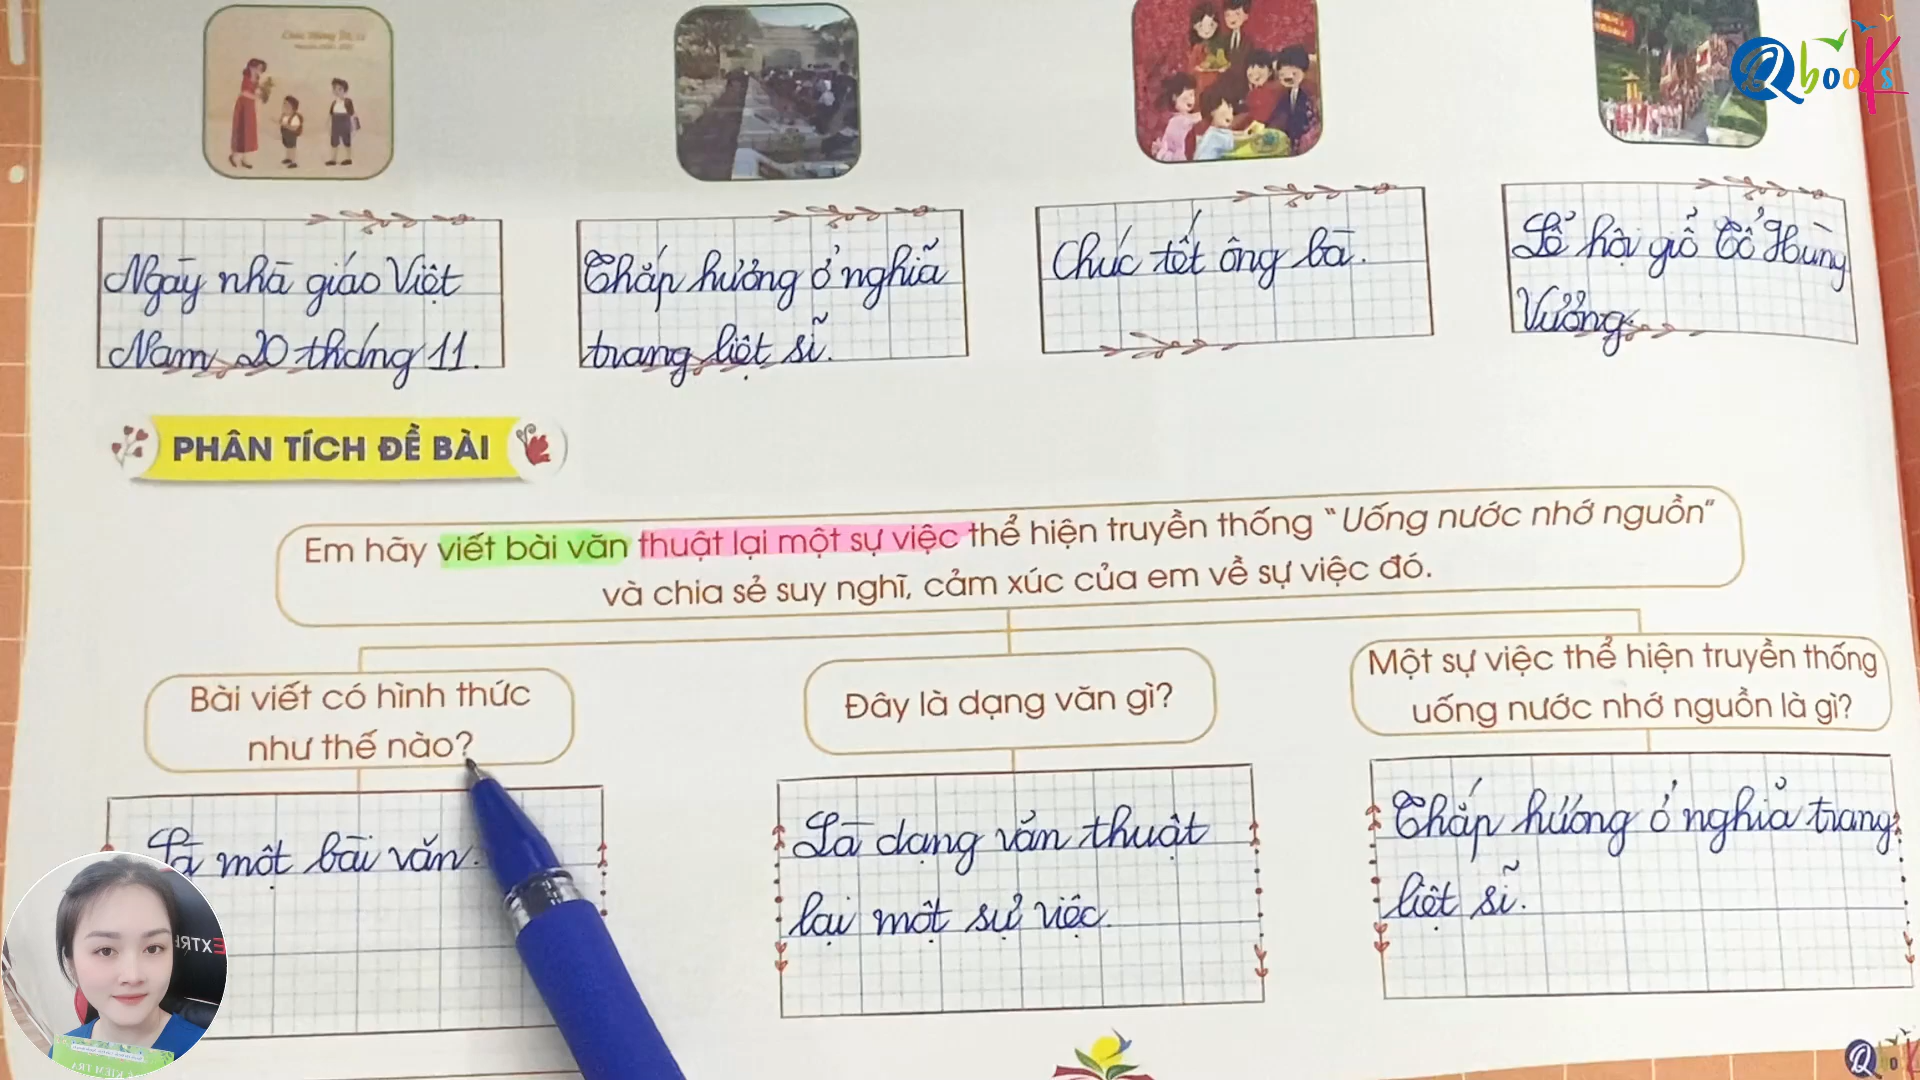 Qbooks
Ngày nhà giáo Việt
Nam 20 tháng 11.
Thắp hương ở nghĩa
trang liệt sĩ.
Chúc tết ông bà.
Lễ hội giỗ Tổ Hùng
Vương.
PHÂN TÍCH ĐỀ BÀI
Em hãy viết bài văn thuật lại một sự việc thể hiện truyền thống "Uống nước nhớ nguồn"
và chia sẻ suy nghĩ, cảm xúc của em về sự việc đó.
Bài viết có hình thức
như thế nào?
Đây là dạng văn gì?
Một sự việc thể hiện truyền thống
uống nước nhớ nguồn là gì?
Là một bài văn.
Là dạng văn thuật
lại một sự việc.
Thắp hương ở nghĩa trang
liệt sĩ.